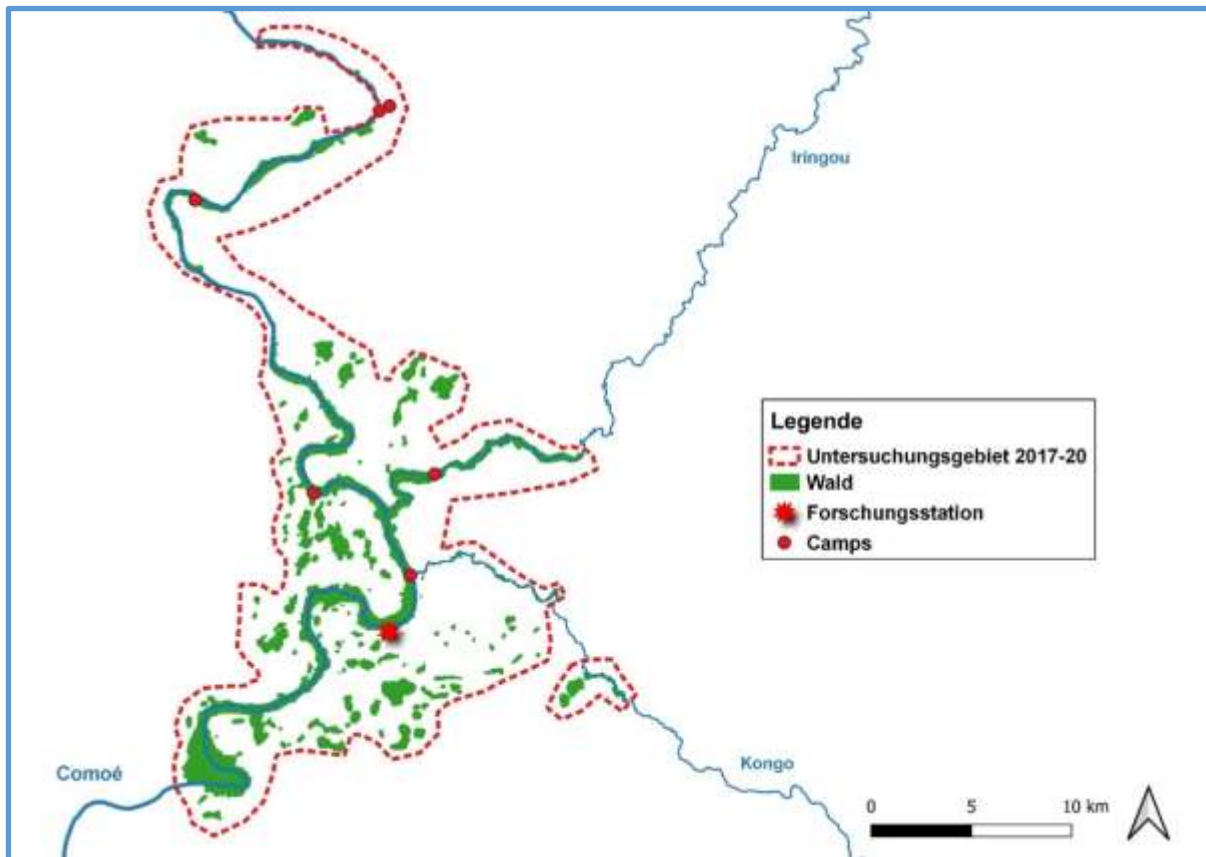 Iringou
Legende
Untersuchungsgebiet 2017-20
Wald
Forschungsstation
Camps
Comoé
Kongo
0 5 10 km